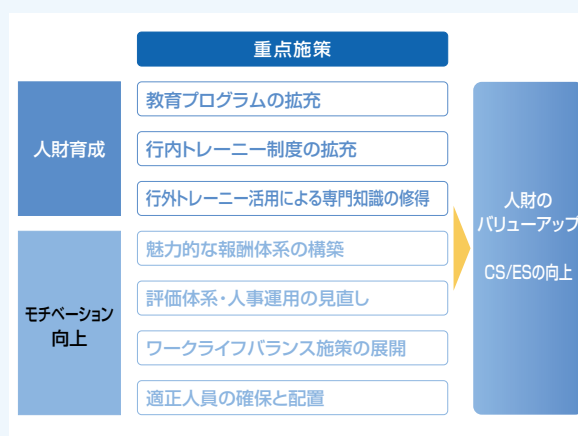 重点施策
人財育成
教育プログラムの拡充
行内トレーニー制度の拡充
行外トレーニー活用による専門知識の修得
モチベーション
向上
魅力的な報酬体系の構築
評価体系・人事運用の見直し
ワークライフバランス施策の展開
適正人員の確保と配置
人財の
バリューアップ
CS/ESの向上